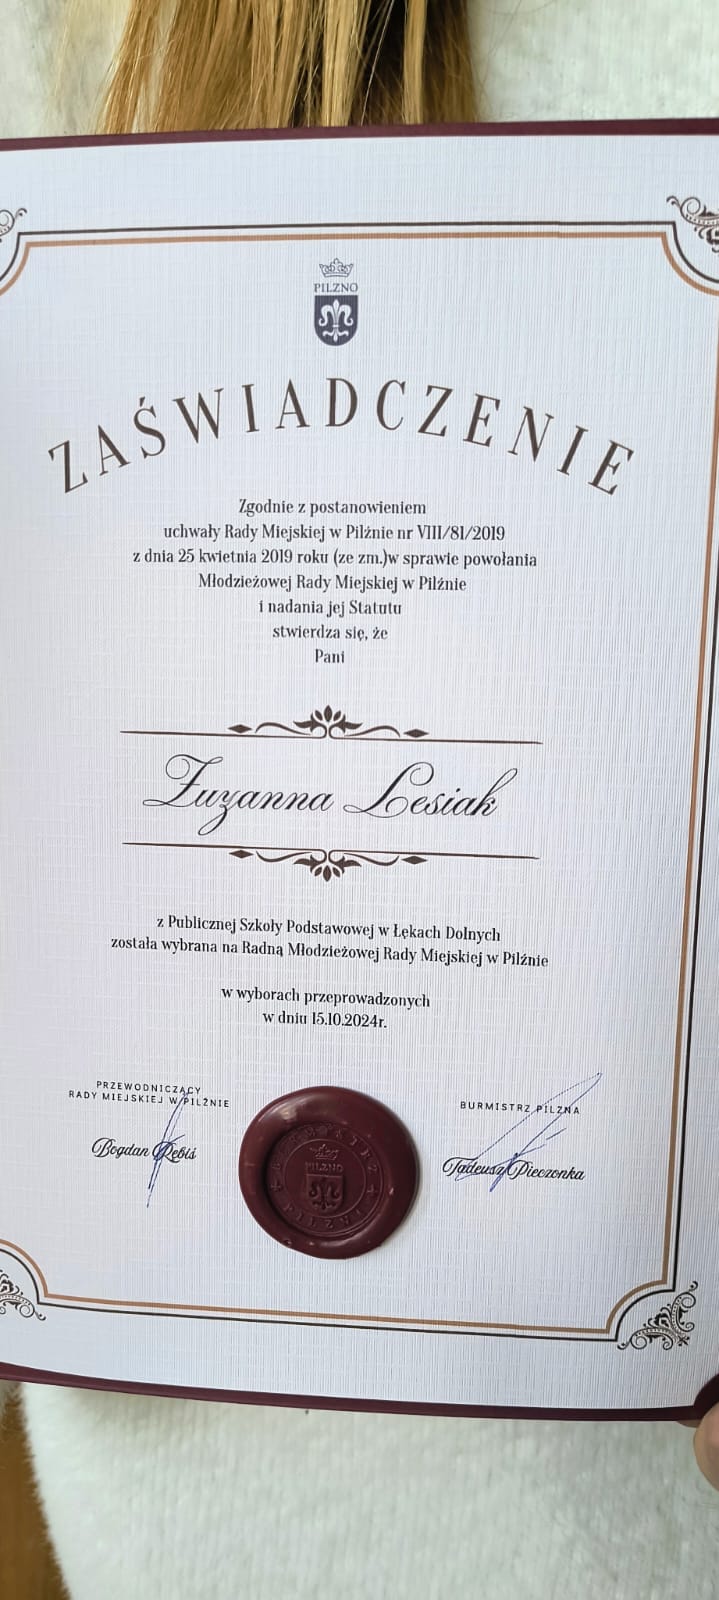 PILZNO
ZAŚWIADCZENIE
Zgodnie z postanowieniem
uchwały Rady Miejskiej w Pilźnie nr VIII/81/2019
z dnia 25 kwietnia 2019 roku (ze zm.)w sprawie powołania
Młodzieżowej Rady Miejskiej w Pilźnie
i nadania jej Statutu
stwierdza się, że
Pani
Zuzanna Lesiak
z Publicznej Szkoły Podstawowej w Łękach Dolnych
została wybrana na Radną Młodzieżowej Rady Miejskiej w Pilźnie
w wyborach przeprowadzonych
w dniu 15.10.2024r.
PRZEWODNICZĄCY
RADY MIEJSKIEJ W PILŹNIE
Bogdan Rębiś
BURMISTRZ
PILZNO
PILZNA
BURMISTRZ PILZNA
Tadeusz Pieczonka